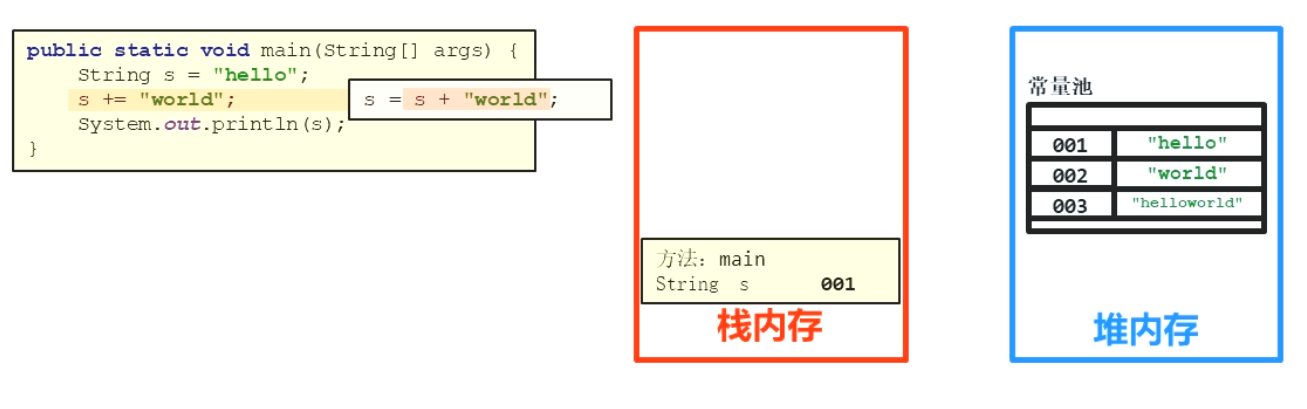 public static void main(String[] args) {
String s = "hello";
s += "world";
s = s + "world";
System.out.println(s);
}
方法：main
String s 001
栈内存
常量池
001 "hello"
002 "world"
003 "helloworld"
堆内存